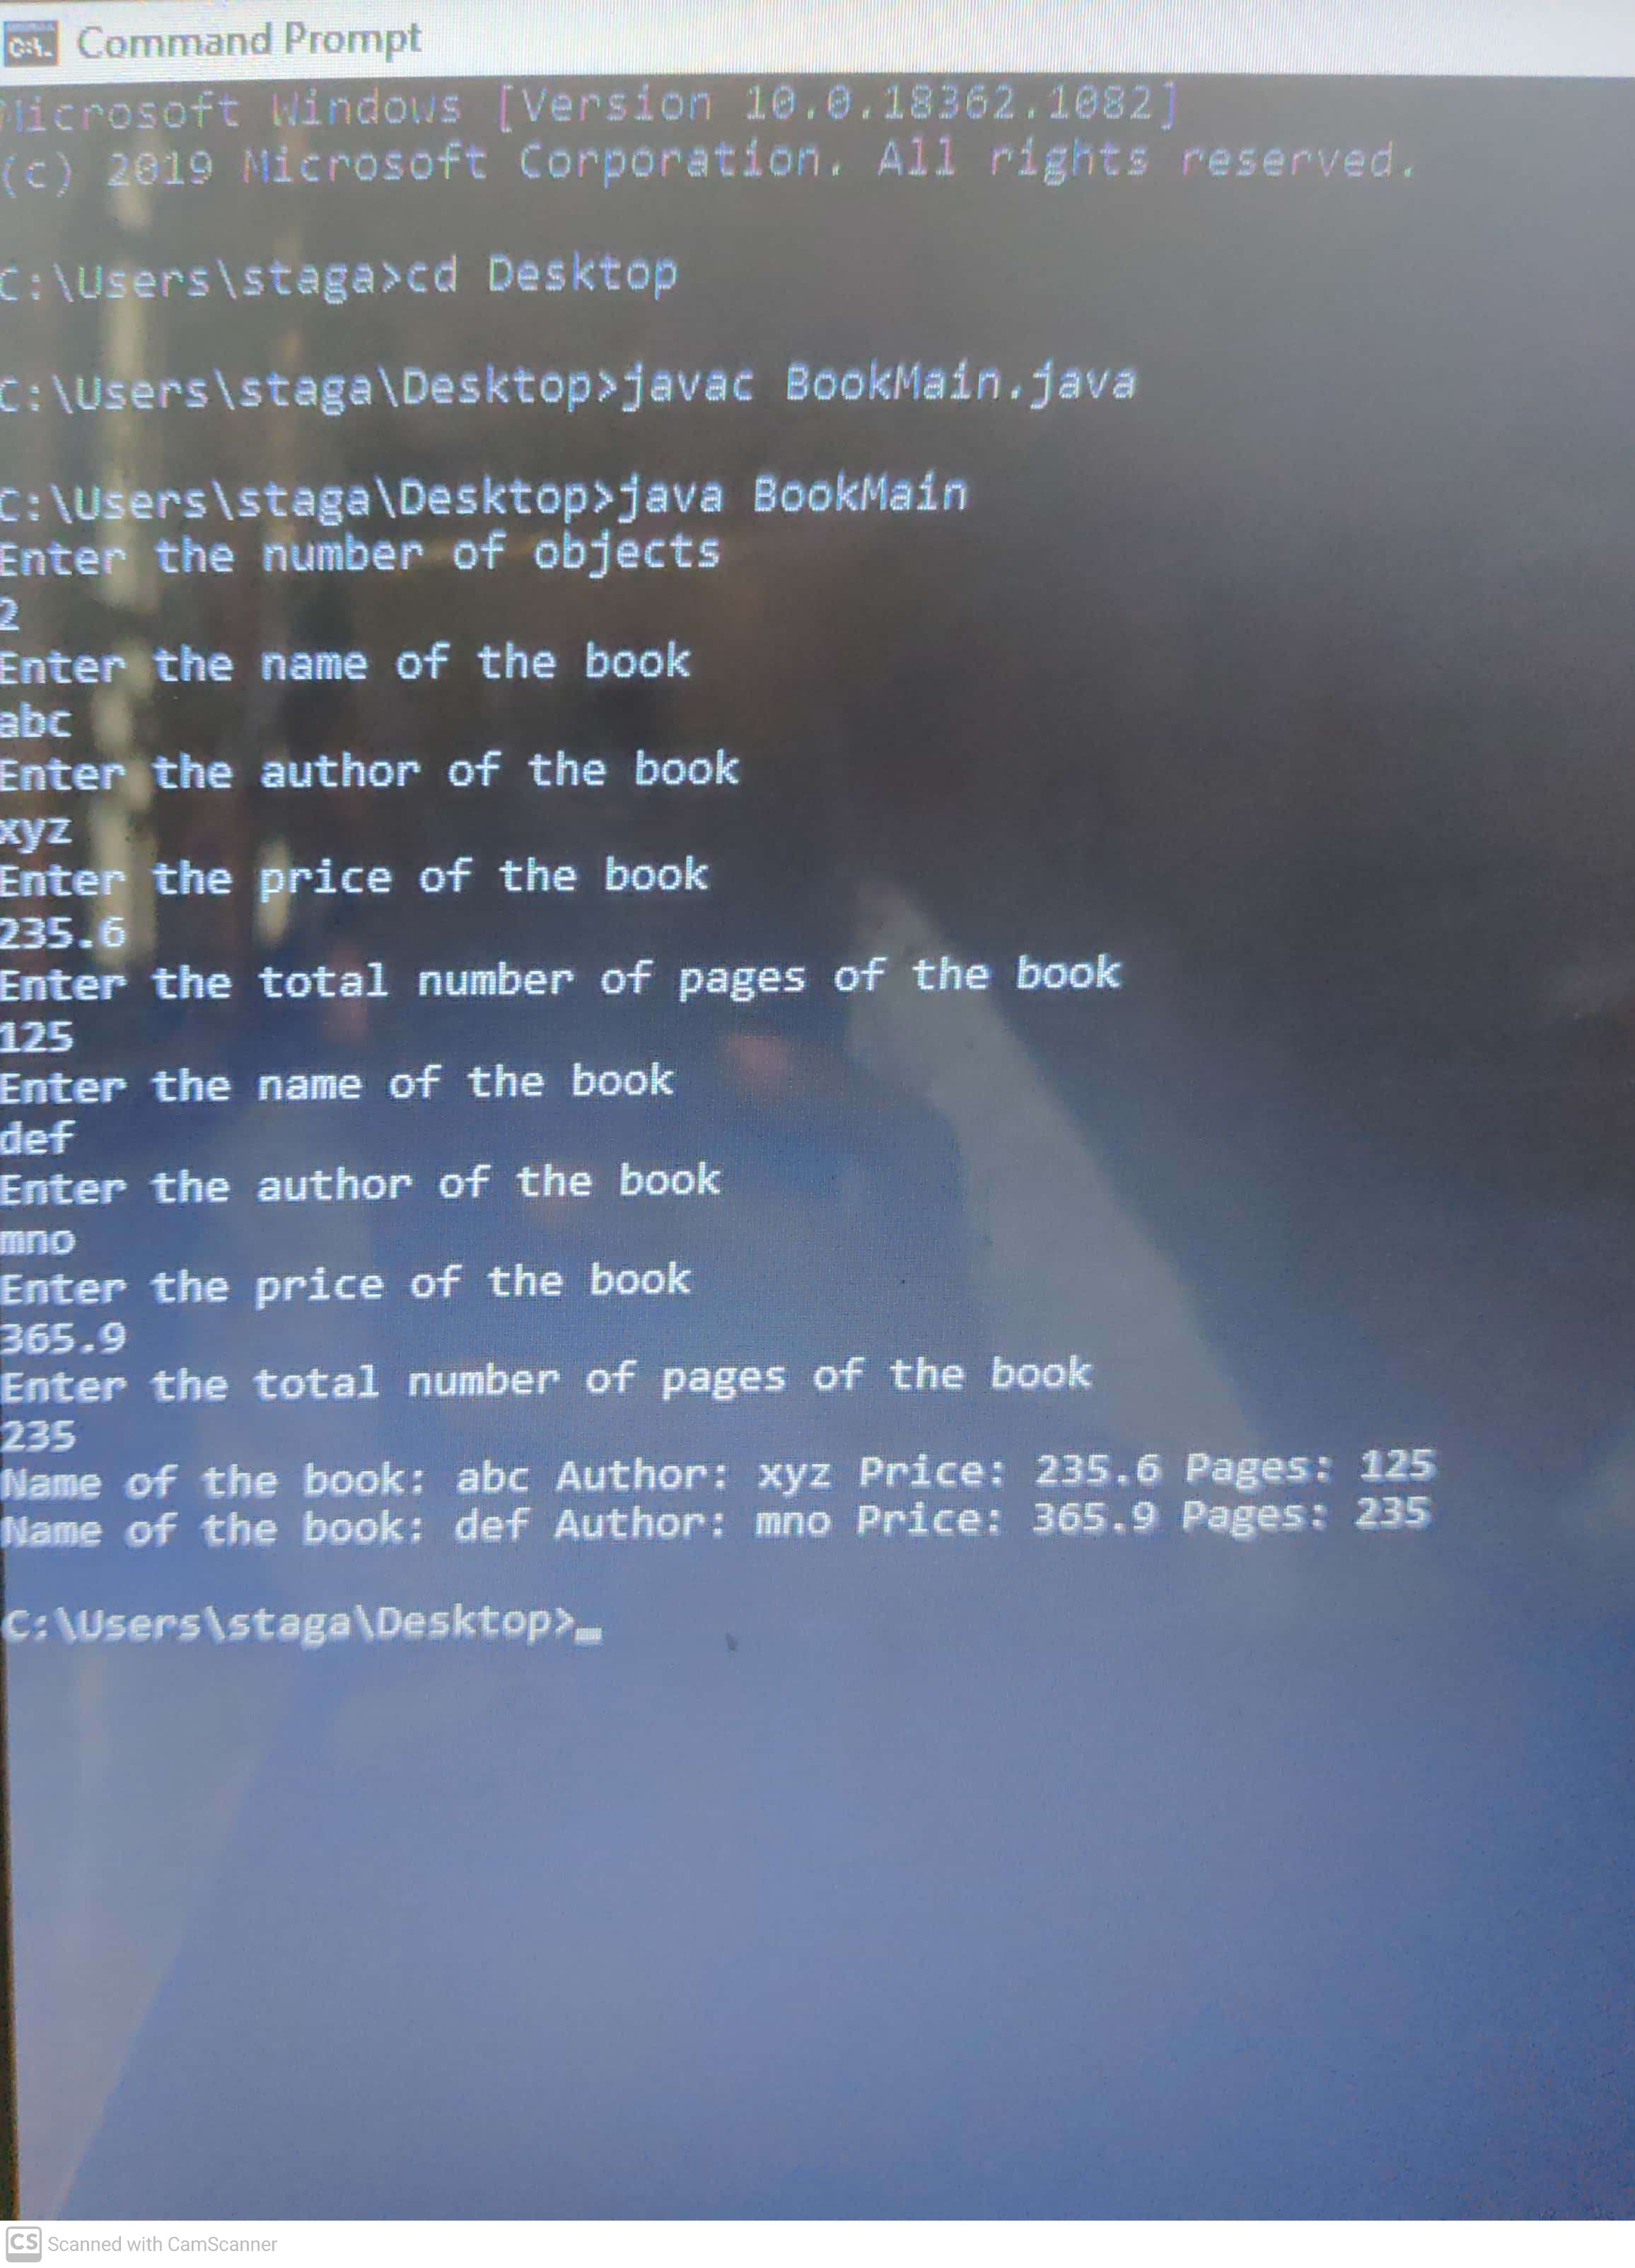 C:\.
Command Prompt
Microsoft Windows [Version 10.0.18362.1082]
(c) 2019 Microsoft Corporation. All rights reserved.
C:\Users\staga>cd Desktop
C:\Users\staga\Desktop>javac BookMain.java
C:\Users\staga\Desktop>java BookMain
Enter the number of objects
2
Enter the name of the book
abc
Enter the author of the book
xyz
Enter the price of the book
235.6
Enter the total number of pages of the book
125
Enter the name of the book
def
Enter the author of the book
mno
Enter the price of the book
365.9
Enter the total number of pages of the book
235
Name of the book: abc Author: xyz Price: 235.6 Pages: 125
Name of the book: def Author: mno Price: 365.9 Pages: 235
C:\Users\staga\Desktop>_
CS Scanned with CamScanner